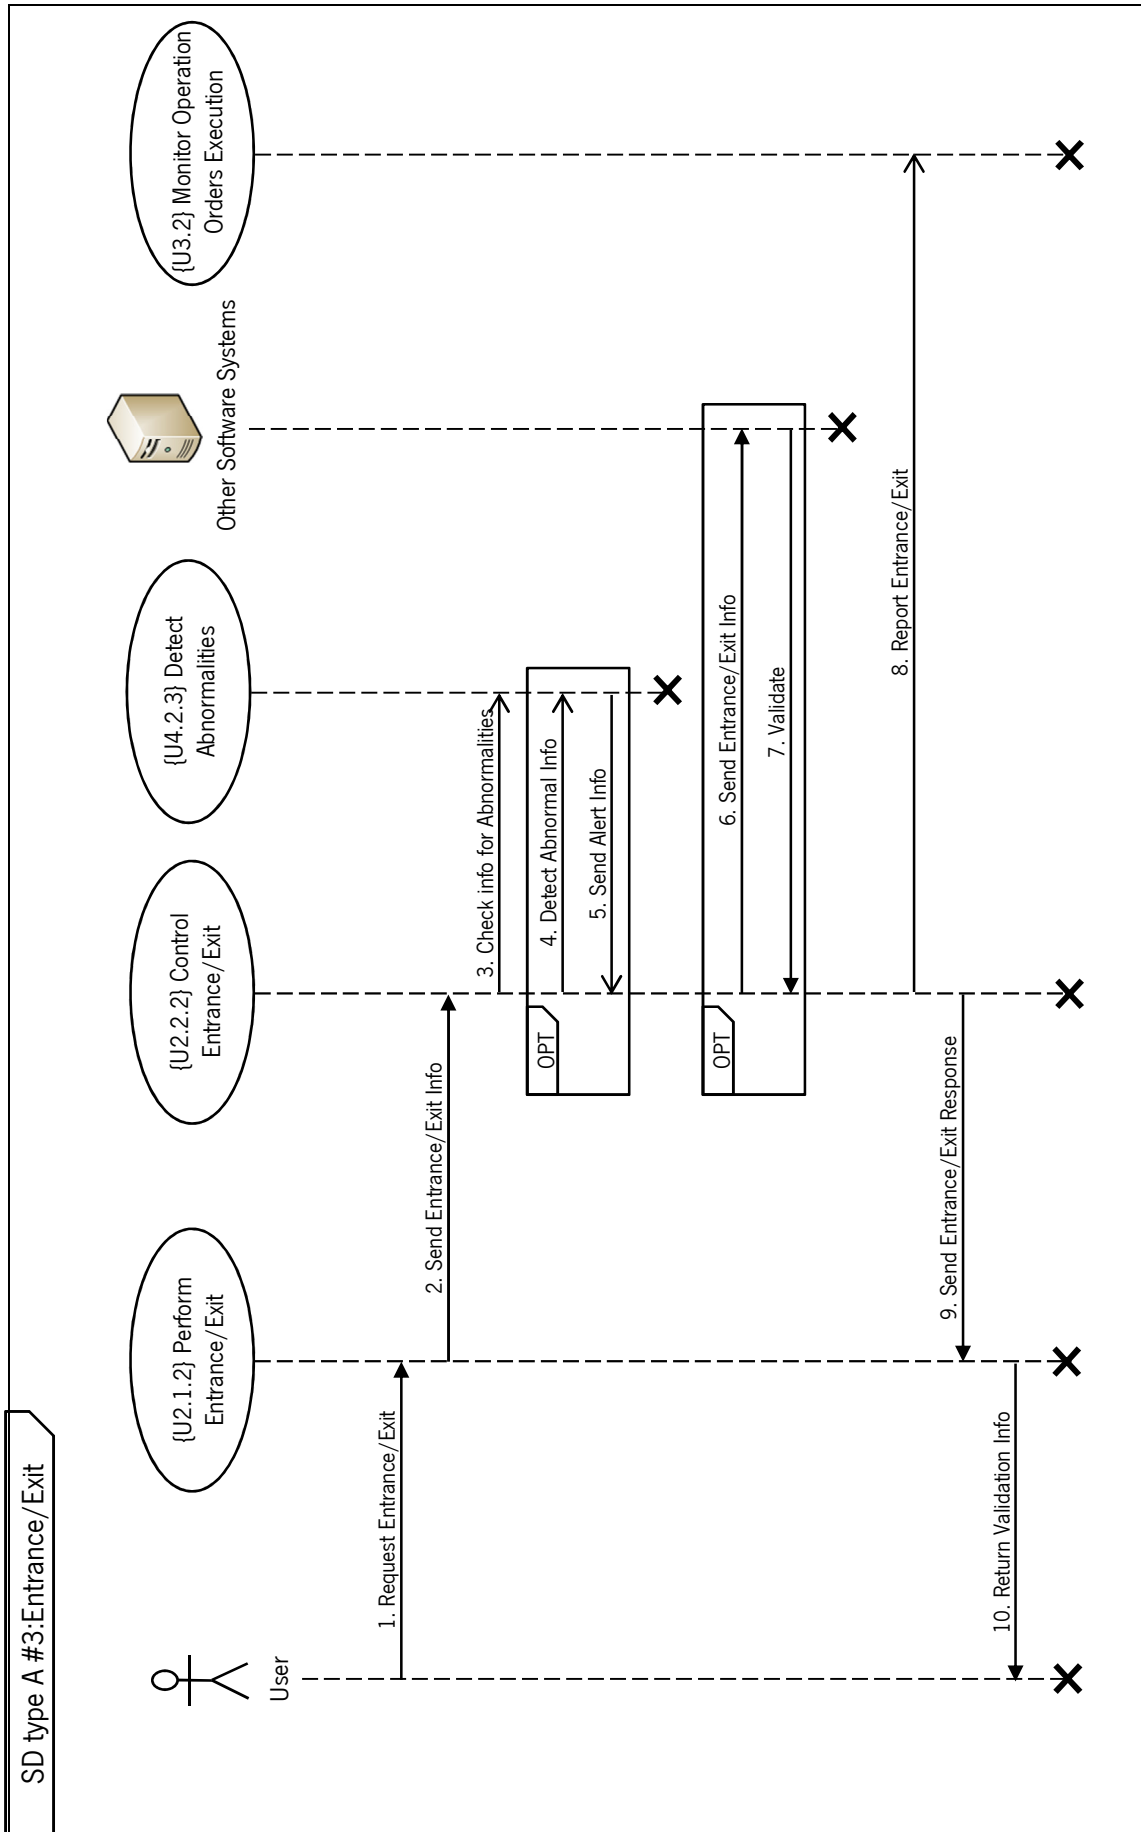 SD type A #3:Entrance/Exit
User
{U2.1.2} Perform
Entrance/Exit
{U2.2.2} Control
Entrance/Exit
{U4.2.3} Detect
Abnormalities
Other Software Systems
{U3.2} Monitor Operation
Orders Execution
1. Request Entrance/Exit
2. Send Entrance/Exit Info
3. Check info for Abnormalities
OPT
4. Detect Abnormal Info
5. Send Alert Info
OPT
6. Send Entrance/Exit Info
7. Validate
8. Report Entrance/Exit
9. Send Entrance/Exit Response
10. Return Validation Info